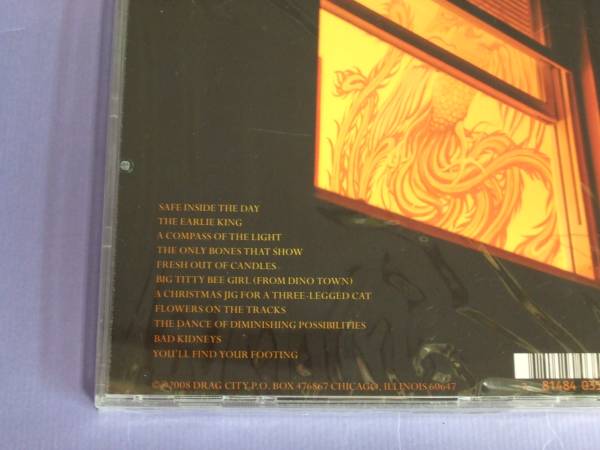 SAFE INSIDE THE DAY
THE EARLIE KING
A COMPASS OF THE LIGHT
THE ONLY BONES THAT SHOW
FRESH OUT OF CANDLES
BIG TITTY BEE GIRL (FROM DINO TOWN)
A CHRISTMAS JIG FOR A THREE-LEGGED CAT
FLOWERS ON THE TRACKS
THE DANCE OF DIMINISHING POSSIBILITIES
BAD KIDNEYS
YOU'LL FIND YOUR FOOTING
2008 DRAG CITY, P.O. BOX 476867 CHICAGO, ILLINOIS 60647
81484 035